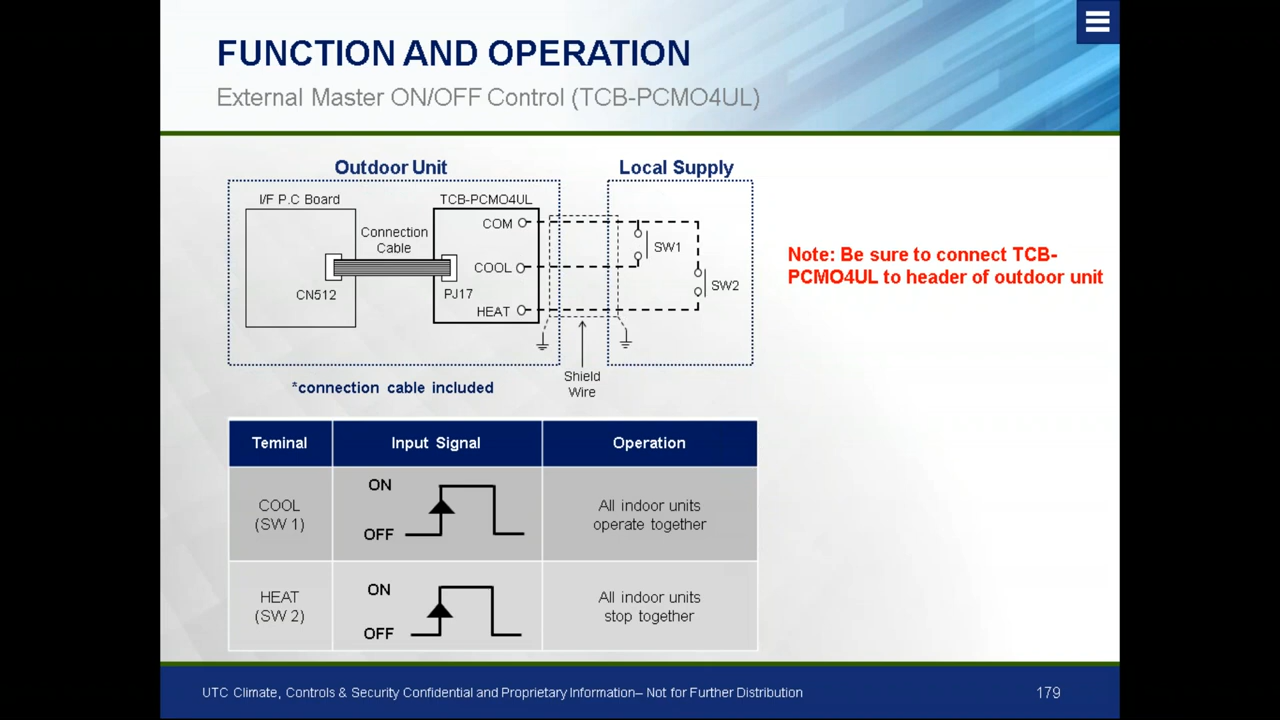 FUNCTION AND OPERATION
External Master ON/OFF Control (TCB-PCMO4UL)
Outdoor Unit
Local Supply
I/F P.C Board
TCB-PCMO4UL
COM
Connection
Cable
SW1
COOL
SW2
CN512
PJ17
HEAT
Note: Be sure to connect TCB-
PCMO4UL to header of outdoor unit
Shield
Wire
*connection cable included
Teminal
Input Signal
Operation
COOL
(SW 1)
ON
OFF
All indoor units
operate together
HEAT
(SW 2)
ON
OFF
All indoor units
stop together
UTC Climate, Controls & Security Confidential and Proprietary Information– Not for Further Distribution
179